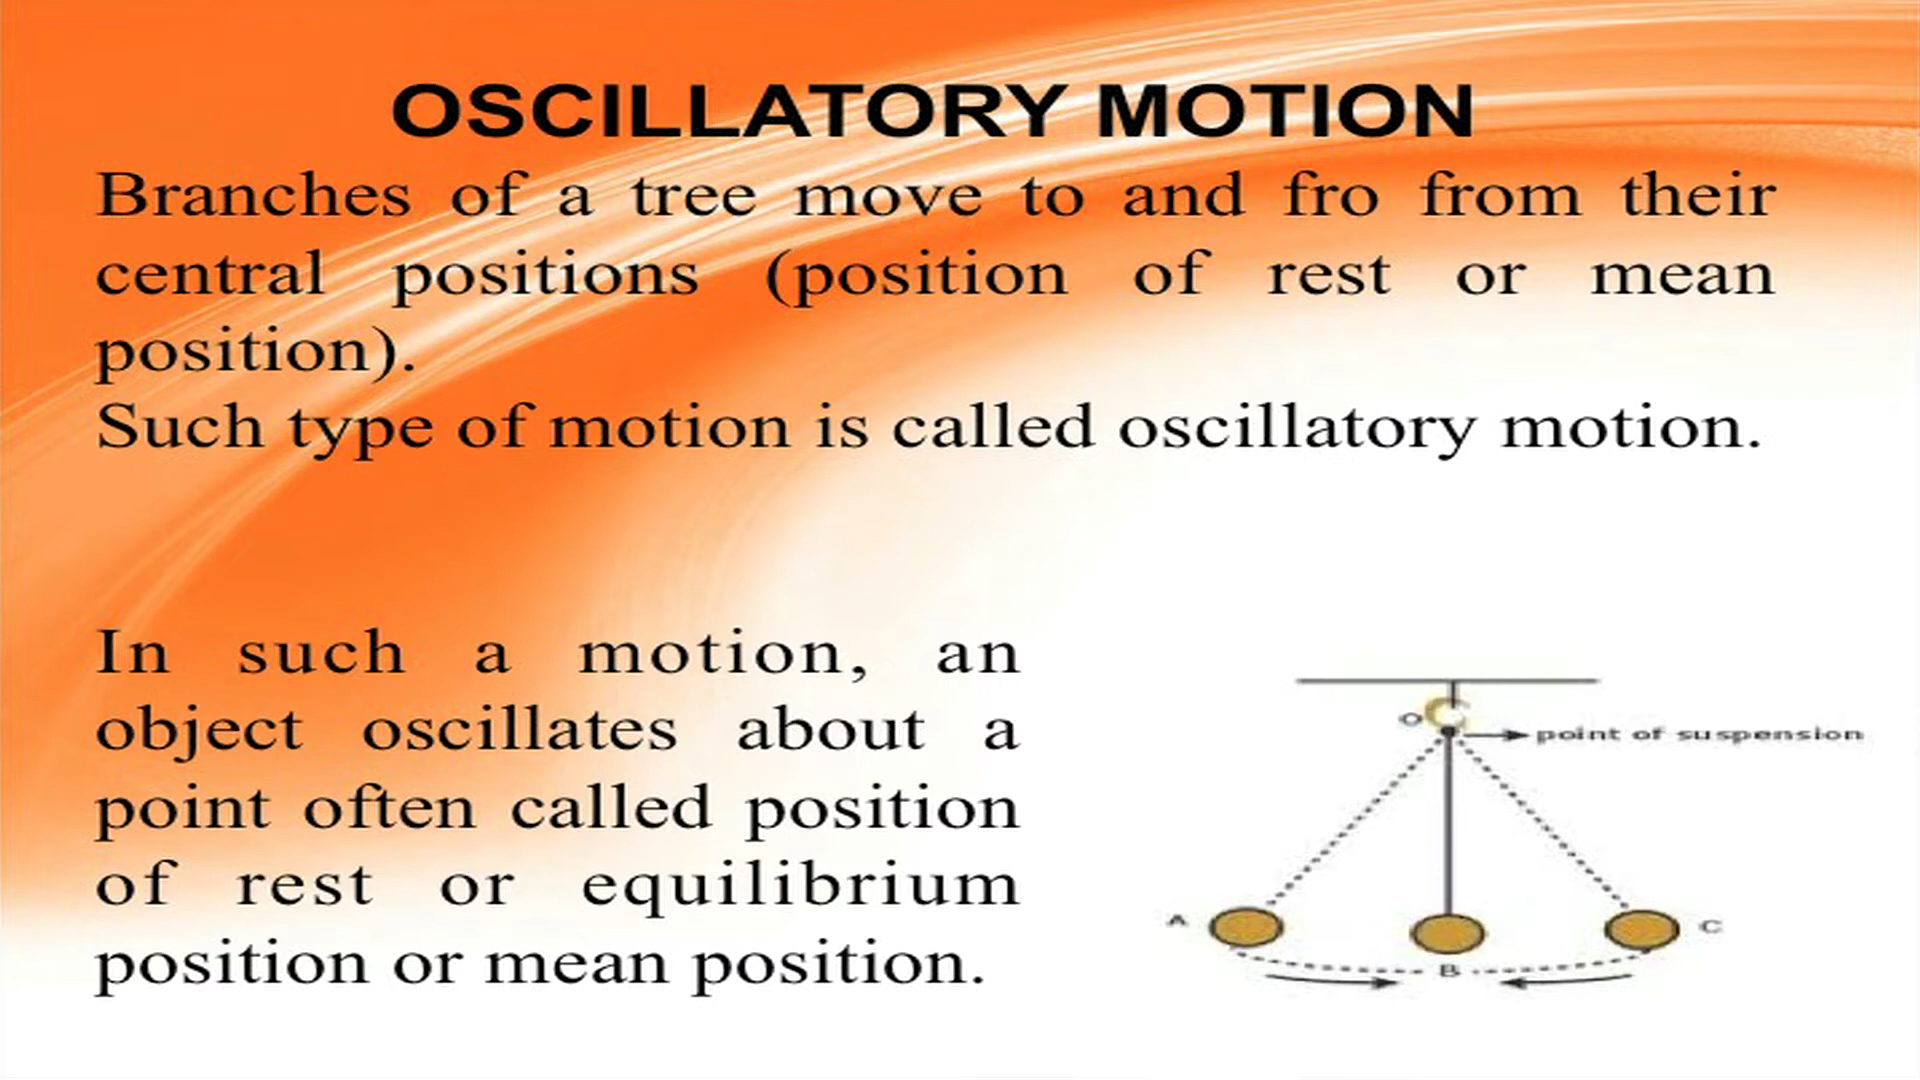 OSCILLATORY MOTION
Branches of a tree move to and fro from their
central positions (position of rest or mean
position).
Such type of motion is called oscillatory motion.
In such a motion, an
object oscillates about a
point often called position
of rest or equilibrium
position or mean position.
O
point of suspension
A
C
B